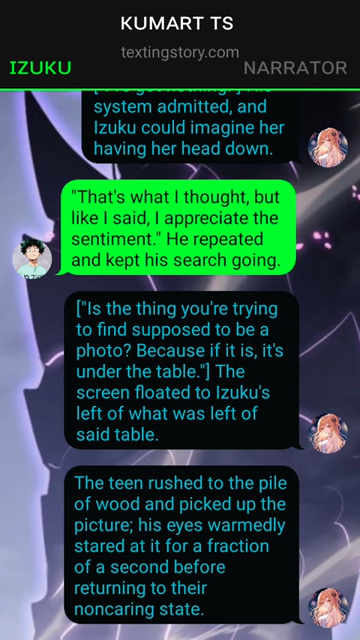 KUMART TS
textingstory.com
IZUKU
NARRATOR
system admitted, and
Izuku could imagine her
having her head down.
"That's what I thought, but
like I said, I appreciate the
sentiment." He repeated
and kept his search going.
["Is the thing you're trying
to find supposed to be a
photo? Because if it is, it's
under the table."] The
screen floated to Izuku's
left of what was left of
said table.
The teen rushed to the pile
of wood and picked up the
picture; his eyes warmedly
stared at it for a fraction
of a second before
returning to their
noncaring state.